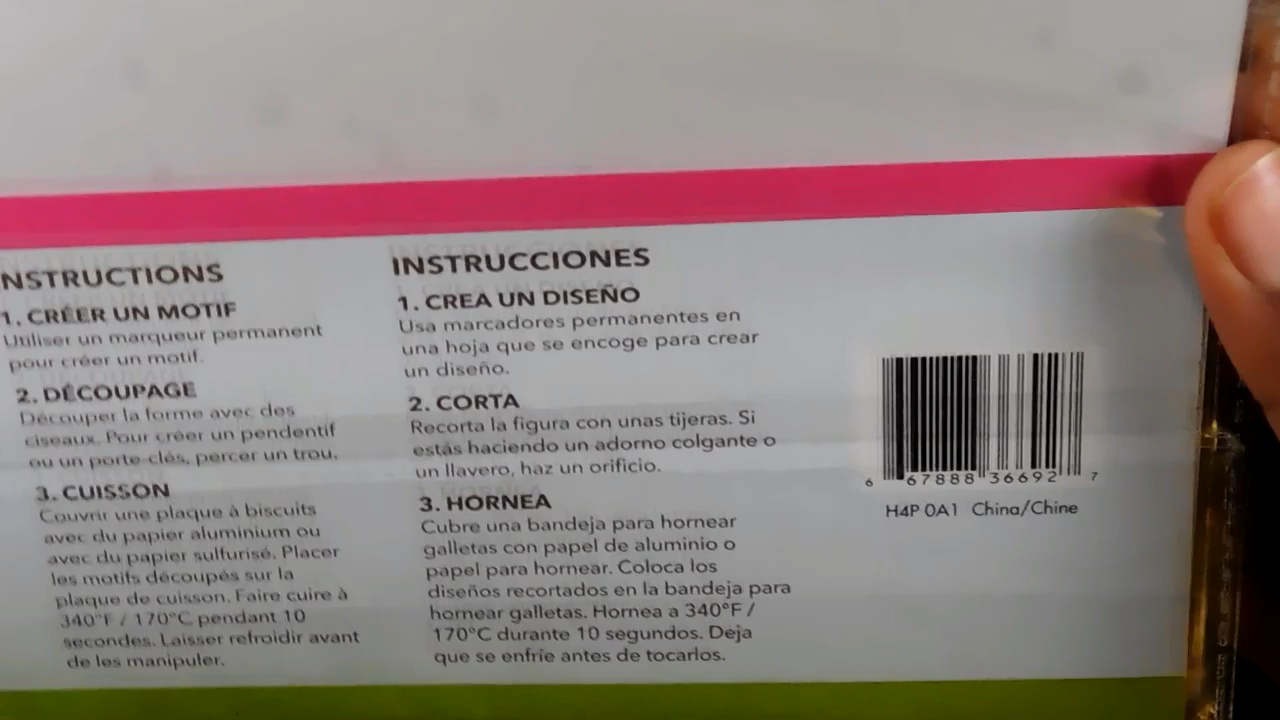 NSTRUCTIONS
1. CRÉER UN MOTIF
Utiliser un marqueur permanent
pour créer un motif.
2. DÉCOUPAGE
Découper la forme avec des
ciseaux. Pour créer un pendentif
ou un porte-clés, percer un trou.
3. CUISSON
Couvrir une plaque à biscuits
avec du papier aluminium ou
avec du papier sulfurisé. Placer
les motifs découpés sur la
plaque de cuisson. Faire cuire à
340°F / 170°C pendant 10
secondes. Laisser refroidir avant
de les manipuler.
INSTRUCCIONES
1. CREA UN DISEÑO
Usa marcadores permanentes en
una hoja que se encoge para crear
un diseño.
2. CORTA
Recorta la figura con unas tijeras. Si
estás haciendo un adorno colgante o
un llavero, haz un orificio.
3. HORNEA
Cubre una bandeja para hornear
galletas con papel de aluminio o
papel para hornear. Coloca los
diseños recortados en la bandeja para
hornear galletas. Hornea a 340°F /
170°C durante 10 segundos. Deja
que se enfríe antes de tocarlos.
6 67888 36692 7
H4P 0A1 China/Chine